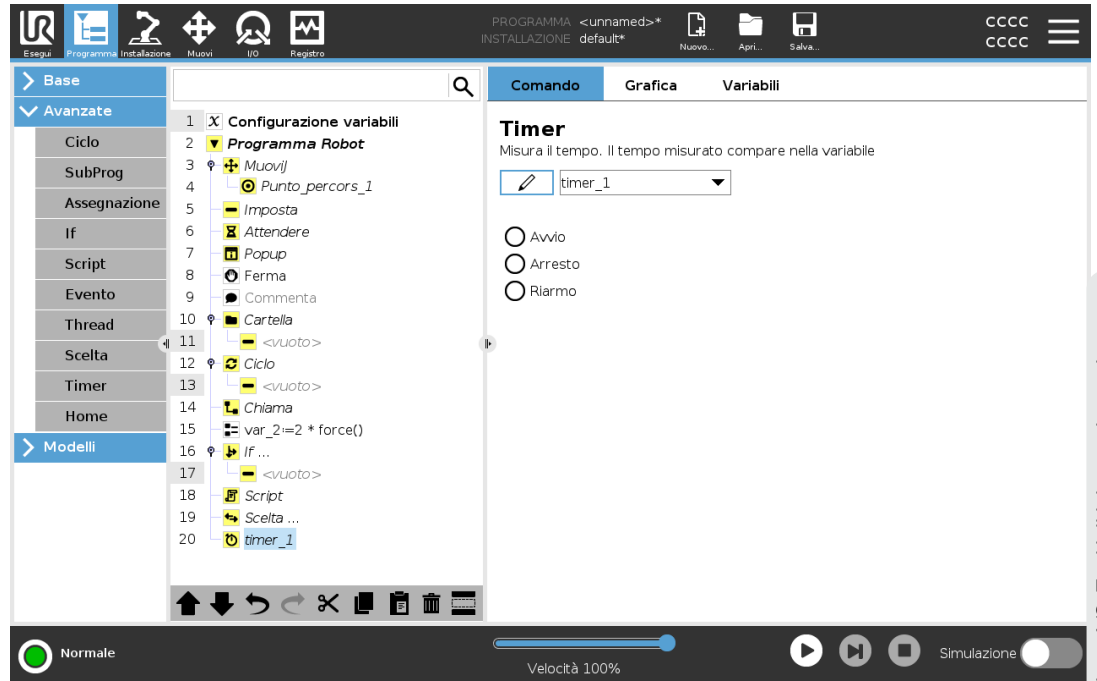 PROGRAMMA <unnamed>*
INSTALLAZIONE default*
UR
Esegui
Programma
Installazione
Muovi
I/O
Registro
Nuovo...
Apri...
Salva...
CCCC
CCCC
Base
Avanzate
Ciclo
SubProg
Assegnazione
If
Script
Evento
Thread
Scelta
Timer
Home
Modelli
1 X Configurazione variabili
2 Programma Robot
3 MuoviJ
4 Punto_percors_1
5 Imposta
6 Attendere
7 Popup
8 Ferma
9 Commenta
10 Cartella
11 <vuoto>
12 Ciclo
13 <vuoto>
14 Chiama
15 var_2:=2 * force()
16 If ...
17 <vuoto>
18 Script
19 Scelta ...
20 timer_1
Comando
Grafica
Variabili
Timer
Misura il tempo. Il tempo misurato compare nella variabile
timer_1
Avvio
Arresto
Riarmo
Normale
Velocità 100%
Simulazione